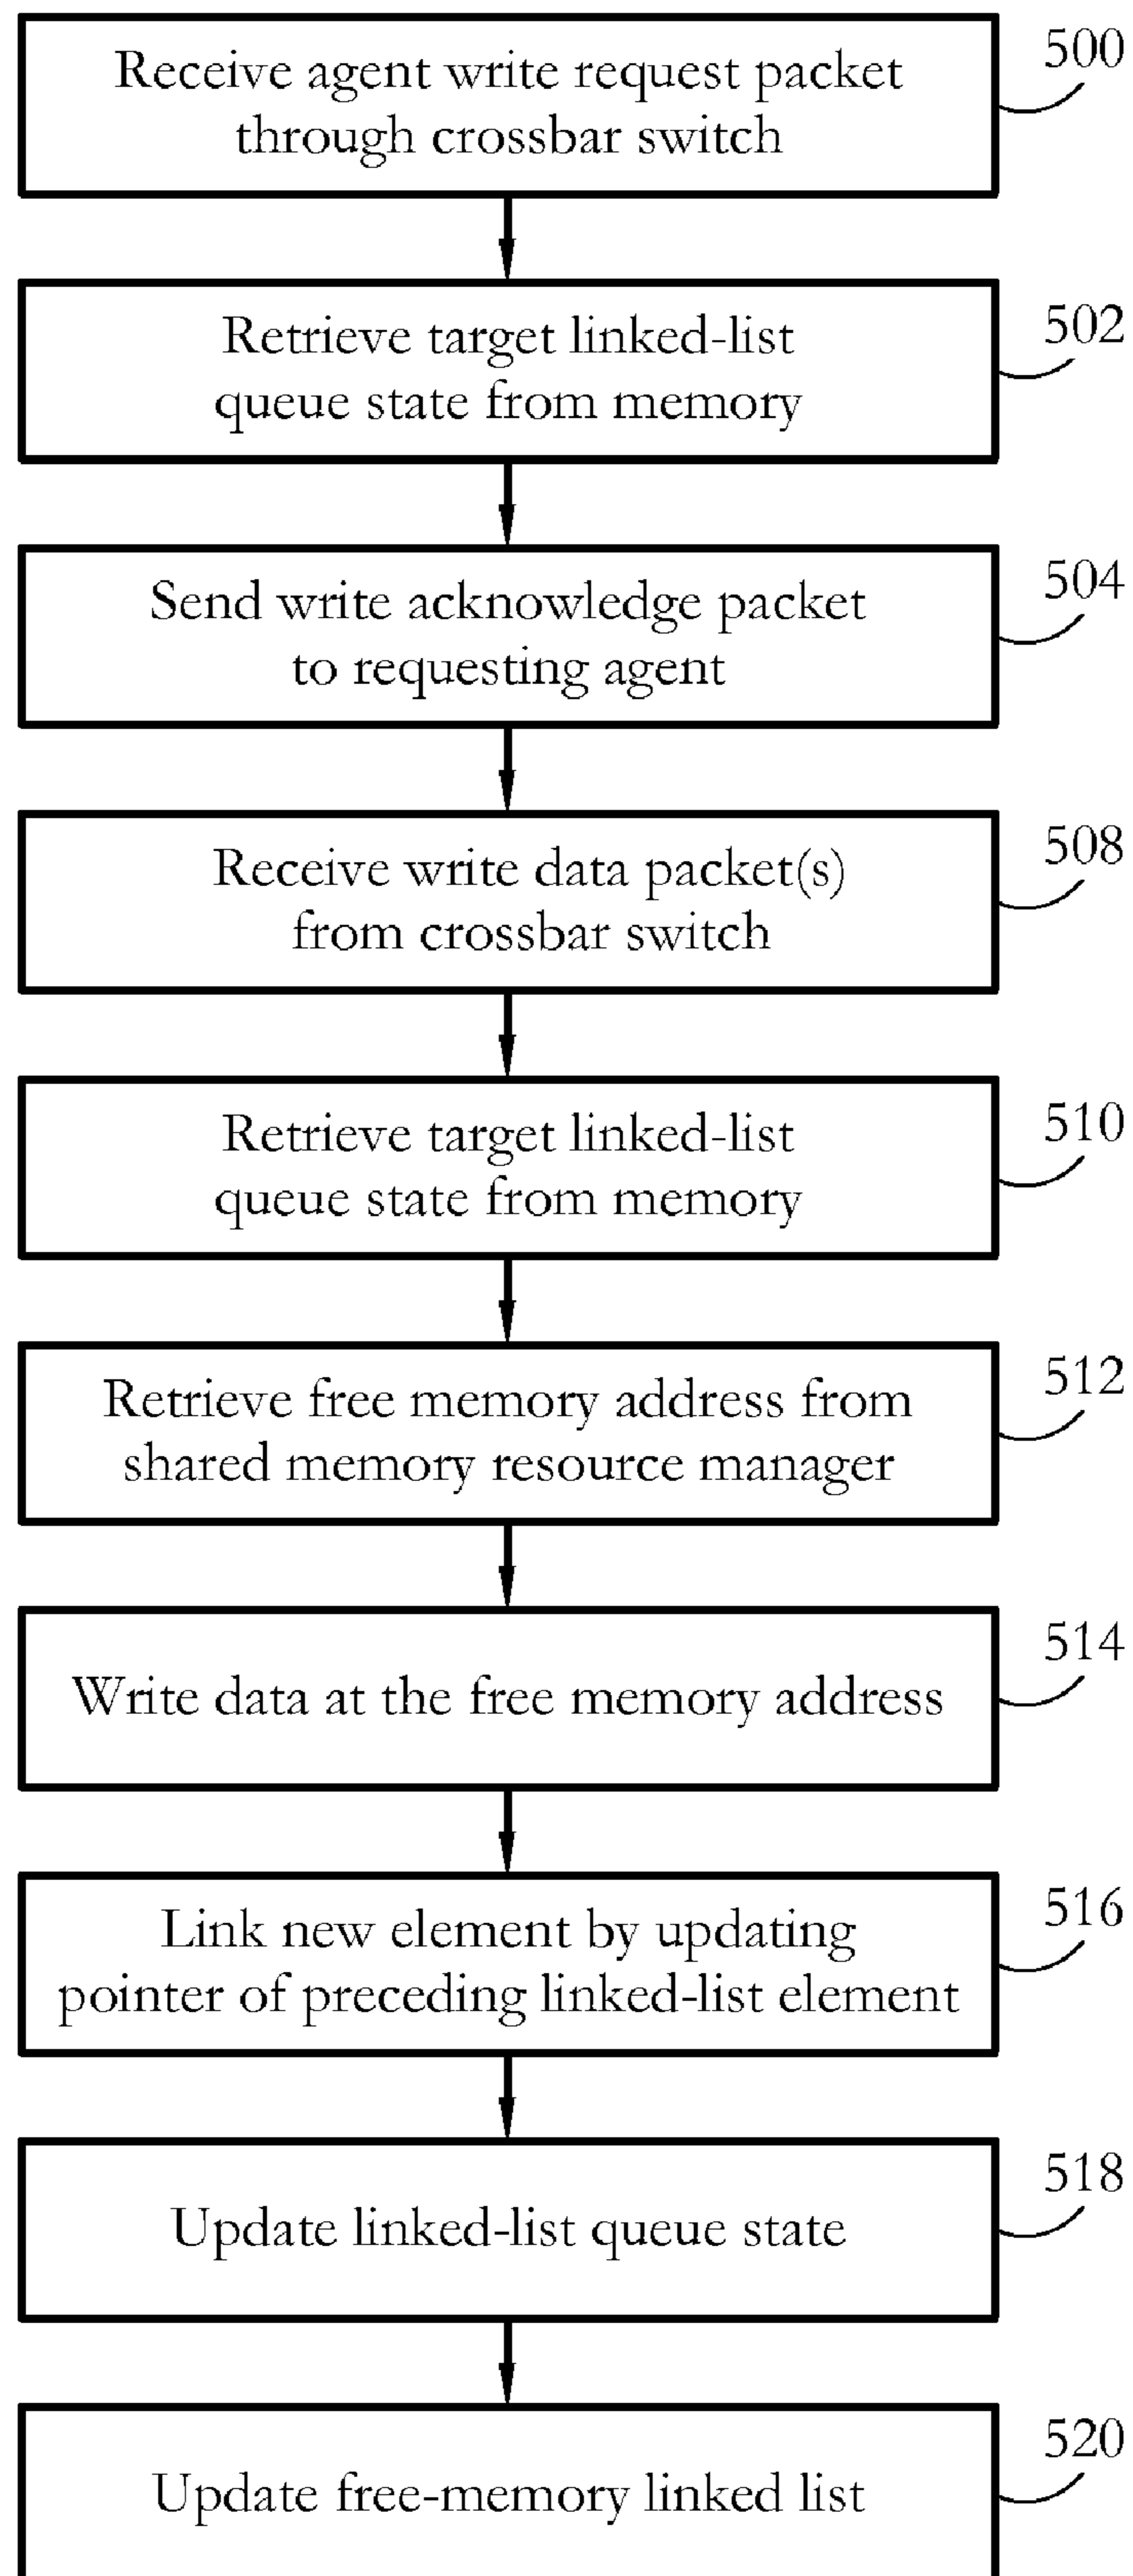 Receive agent write request packet
through crossbar switch
500
Retrieve target linked-list
queue state from memory
502
Send write acknowledge packet
to requesting agent
504
Receive write data packet(s)
from crossbar switch
508
Retrieve target linked-list
queue state from memory
510
Retrieve free memory address from
shared memory resource manager
512
Write data at the free memory address
514
Link new element by updating
pointer of preceding linked-list element
516
Update linked-list queue state
518
Update free-memory linked list
520